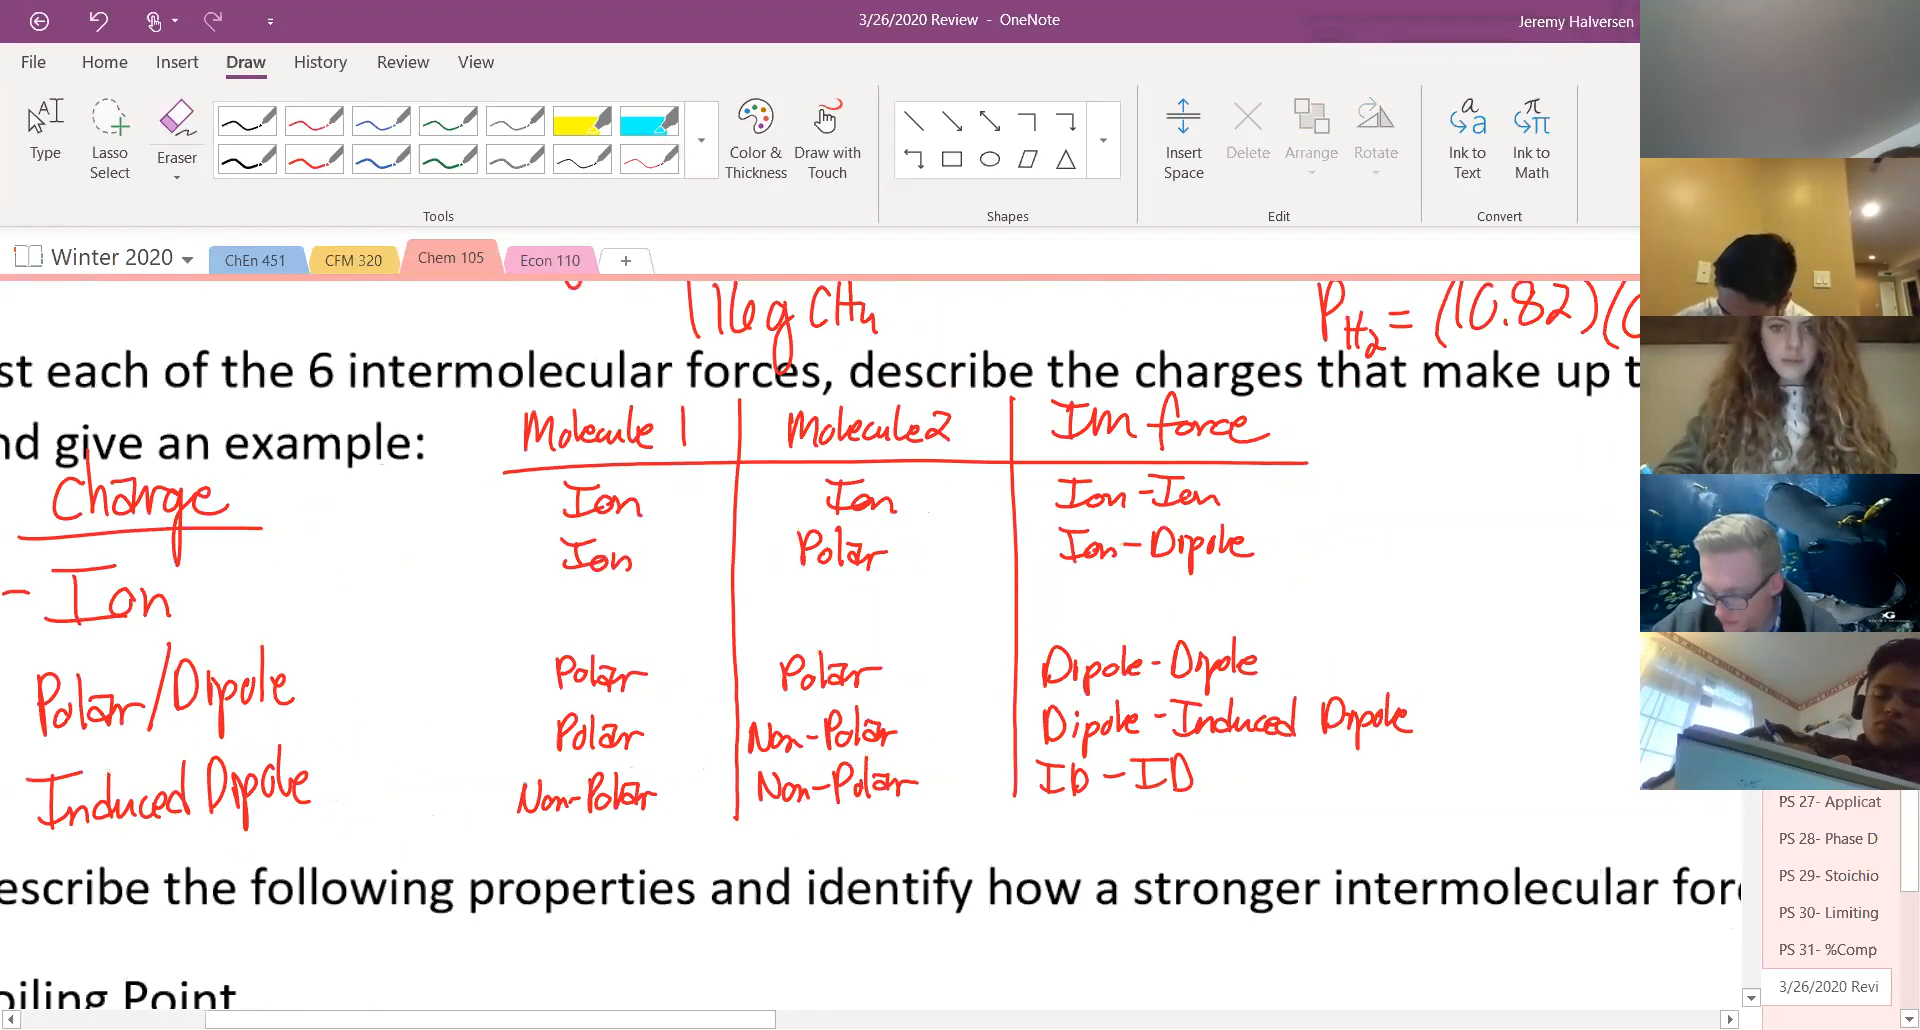 3/26/2020 Review - OneNote
Jeremy Halversen
File Home Insert Draw History Review View
Type
Lasso Select
Eraser
Color & Thickness
Draw with Touch
Insert Space
Delete
Arrange
Rotate
Ink to Text
Ink to Math
Tools
Shapes
Edit
Convert
Winter 2020
ChEn 451
CFM 320
Chem 105
Econ 110
116g CH4
P H2 = (10.82)(0
st each of the 6 intermolecular forces, describe the charges that make up t
nd give an example:
Molecule 1 Molecule 2 IM force
Charge
Ion Ion Ion-Ion
Ion Polar Ion-Dipole
- Ion
Polar Polar Dipole-Dipole
Polar/Dipole
Polar Non-Polar Dipole-Induced Dipole
Non-Polar Non-Polar ID - ID
Induced Dipole
PS 27- Applicat
PS 28- Phase D
PS 29- Stoichio
PS 30- Limiting
PS 31- %Comp
3/26/2020 Revi
escribe the following properties and identify how a stronger intermolecular for
oiling Point